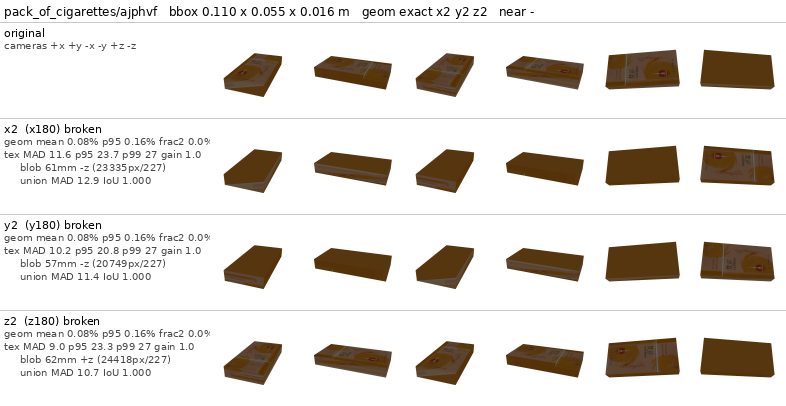 pack_of_cigarettes/ajphvf   bbox 0.110 x 0.055 x 0.016 m   geom exact x2 y2 z2   near -
original
cameras +x +y -x -y +z -z
x2  (x180) broken
geom mean 0.08% p95 0.16% frac2 0.0%
tex MAD 11.6 p95 23.7 p99 27 gain 1.0
blob 61mm -z (23335px/227)
union MAD 12.9 IoU 1.000
y2  (y180) broken
geom mean 0.08% p95 0.16% frac2 0.0%
tex MAD 10.2 p95 20.8 p99 27 gain 1.0
blob 57mm -z (20749px/227)
union MAD 11.4 IoU 1.000
z2  (z180) broken
geom mean 0.08% p95 0.16% frac2 0.0%
tex MAD 9.0 p95 23.3 p99 27 gain 1.0
blob 62mm +z (24418px/227)
union MAD 10.7 IoU 1.000